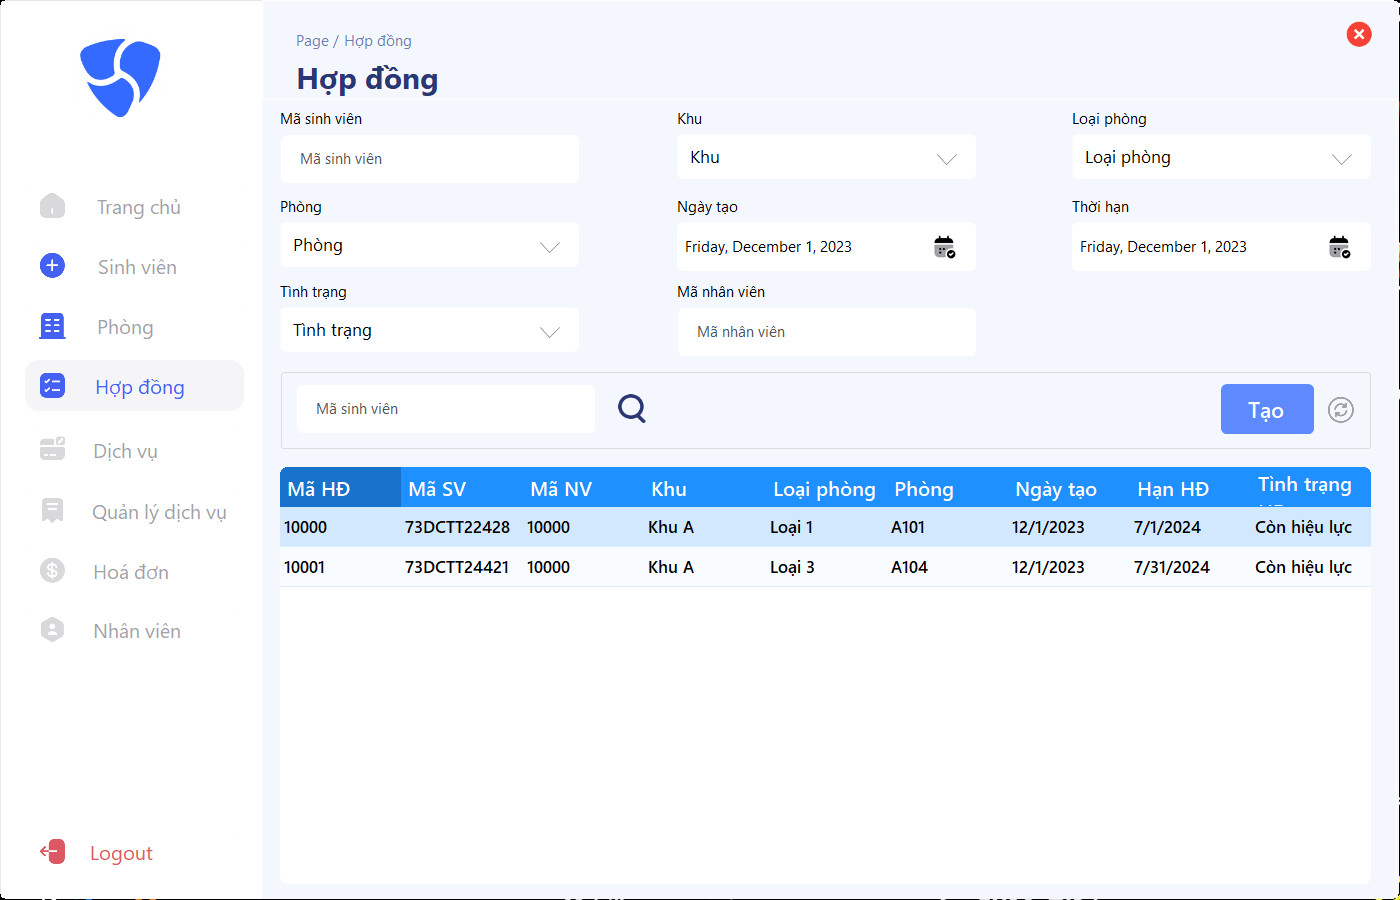 Page / Hợp đồng
Hợp đồng
Mã sinh viên
Khu
Loại phòng
Mã sinh viên
Khu
Loại phòng
Phòng
Ngày tạo
Thời hạn
Phòng
Friday, December 1, 2023
Friday, December 1, 2023
Tình trạng
Mã nhân viên
Tình trạng
Mã nhân viên
Mã sinh viên
Tạo
Trang chủ
Sinh viên
Phòng
Hợp đồng
Dịch vụ
Quản lý dịch vụ
Hoá đơn
Nhân viên
Logout
Mã HĐ Mã SV Mã NV Khu Loại phòng Phòng Ngày tạo Hạn HĐ Tình trạng
10000 73DCTT22428 10000 Khu A Loại 1 A101 12/1/2023 7/1/2024 Còn hiệu lực
10001 73DCTT24421 10000 Khu A Loại 3 A104 12/1/2023 7/31/2024 Còn hiệu lực